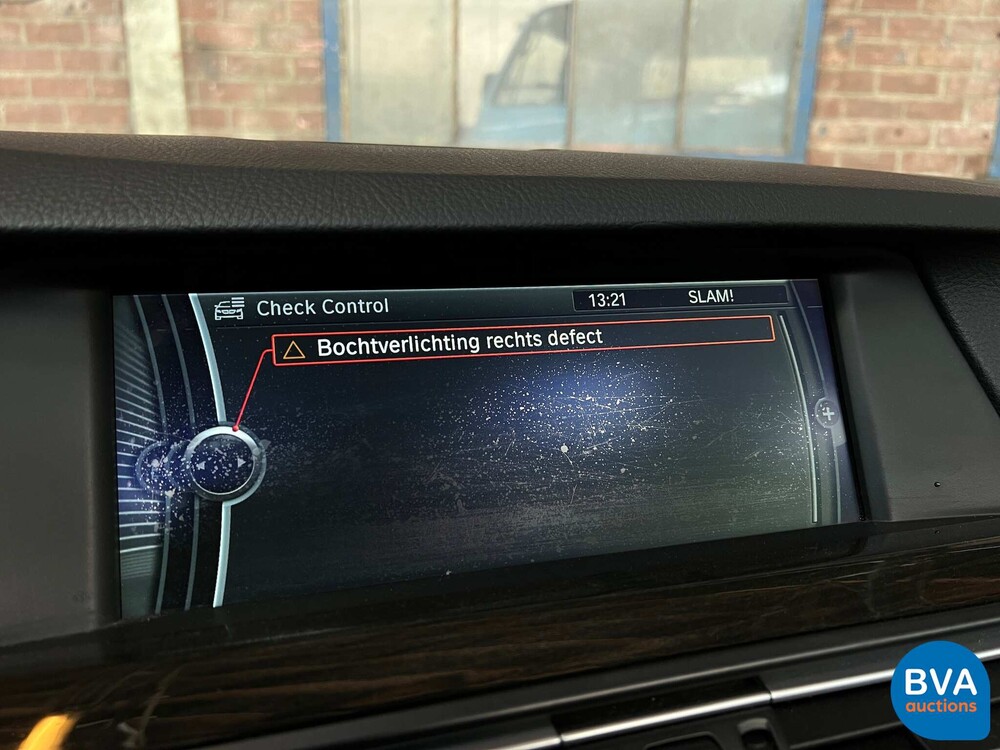 Check Control
13:21
SLAM!
Bochtverlichting rechts defect
BVA
auctions